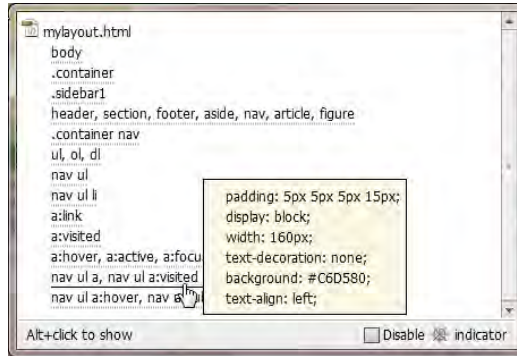 mylayout.html
body
.container
.sidebar1
header, section, footer, aside, nav, article, figure
.container nav
ul, ol, dl
nav ul
nav ul li
a:link
a:visited
a:hover, a:active, a:focu
nav ul a, nav ul a:visited
nav ul a:hover, nav
padding: 5px 5px 5px 15px;
display: block;
width: 160px;
text-decoration: none;
background: #C6D580;
text-align: left;
Alt+click to show
Disable indicator